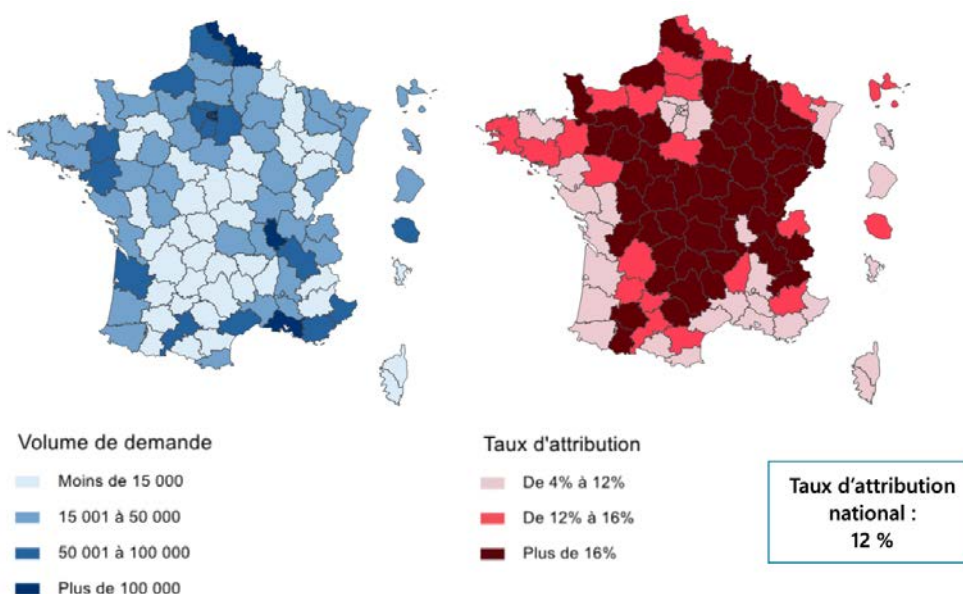 Volume de demande
Moins de 15 000
15 001 à 50 000
50 001 à 100 000
Plus de 100 000
Taux d'attribution
De 4% à 12%
De 12% à 16%
Plus de 16%
Taux d’attribution
national :
12 %